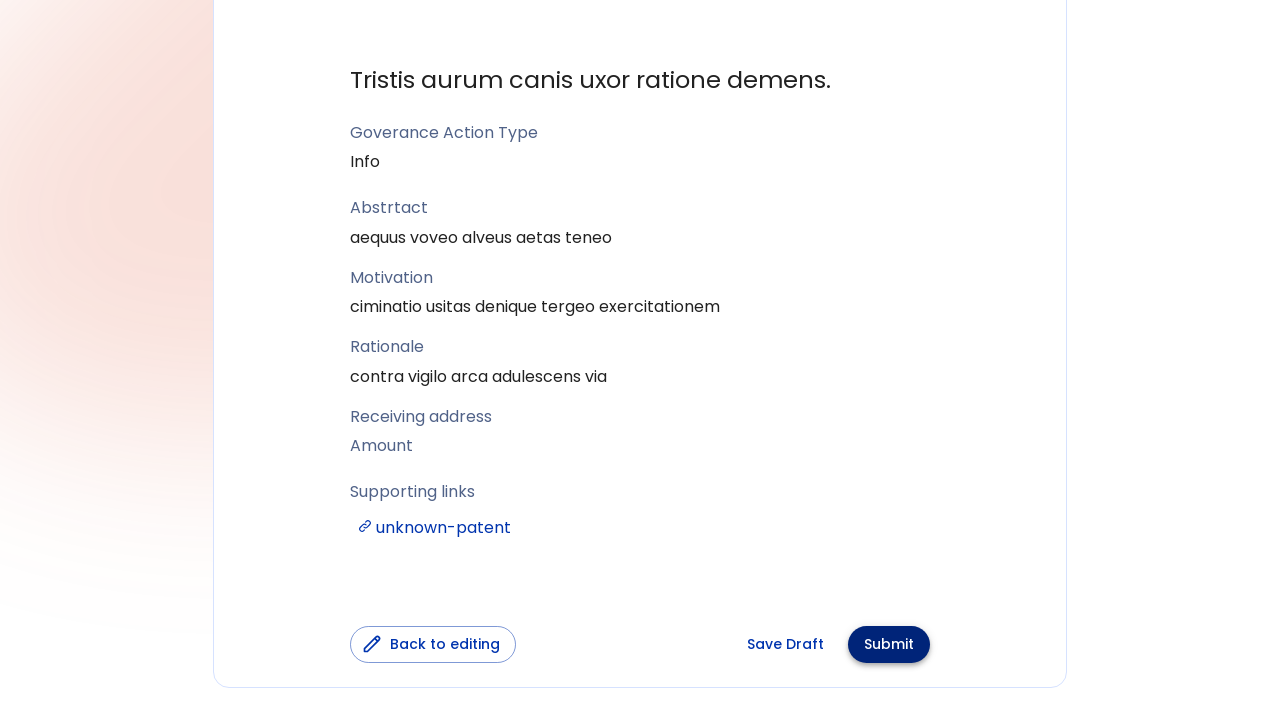 Tristis aurum canis uxor ratione demens.
Goverance Action Type
Info
Abstrtact
aequus voveo alveus aetas teneo
Motivation
ciminatio usitas denique tergeo exercitationem
Rationale
contra vigilo arca adulescens via
Receiving address
Amount
Supporting links
unknown-patent
Back to editing
Save Draft
Submit